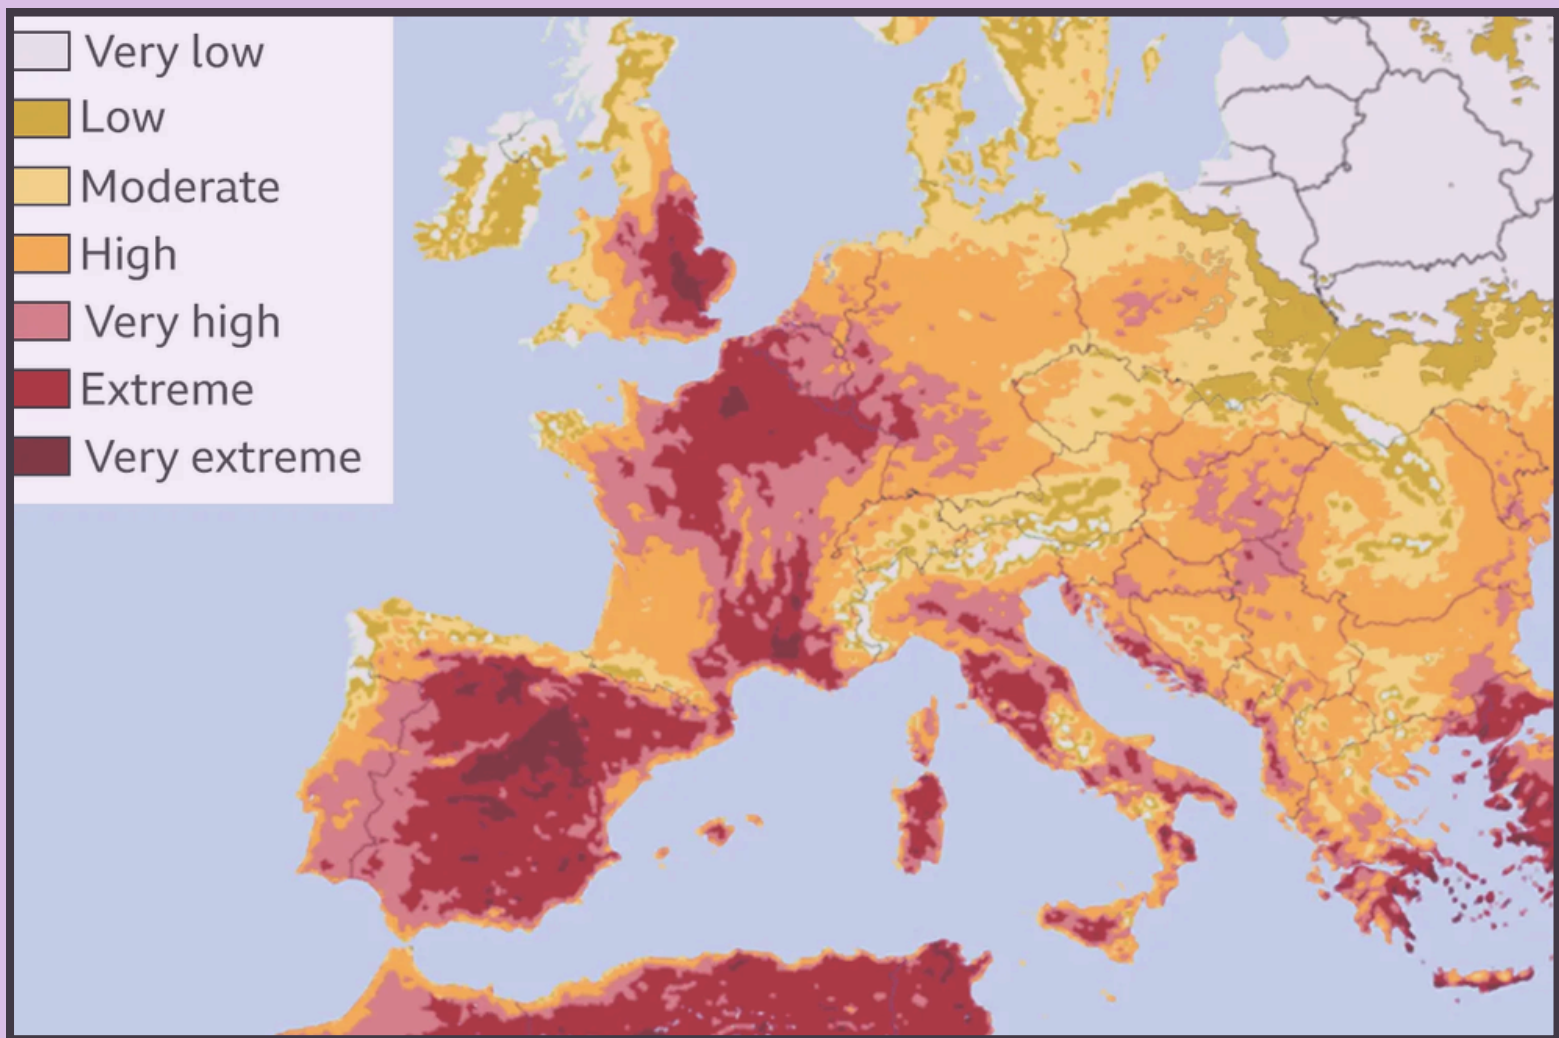 Very low
Low
Moderate
High
Very high
Extreme
Very extreme